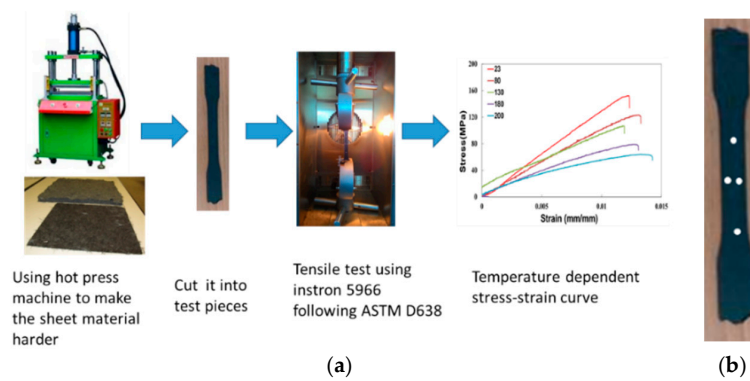 Stress(MPa)
200
160
120
80
40
0
23
80
130
180
200
0
0.005
0.01
0.015
Strain (mm/mm)
Using hot press
machine to make
the sheet material
harder
Cut it into
test pieces
Tensile test using
instron 5966
following ASTM D638
Temperature dependent
stress-strain curve
(a)
(b)